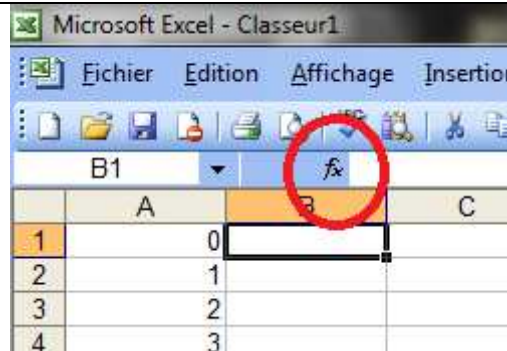 Microsoft Excel - Classeur1
Fichier Edition Affichage Insertion
B1 fx
A B C
1 0
2 1
3 2
4 3